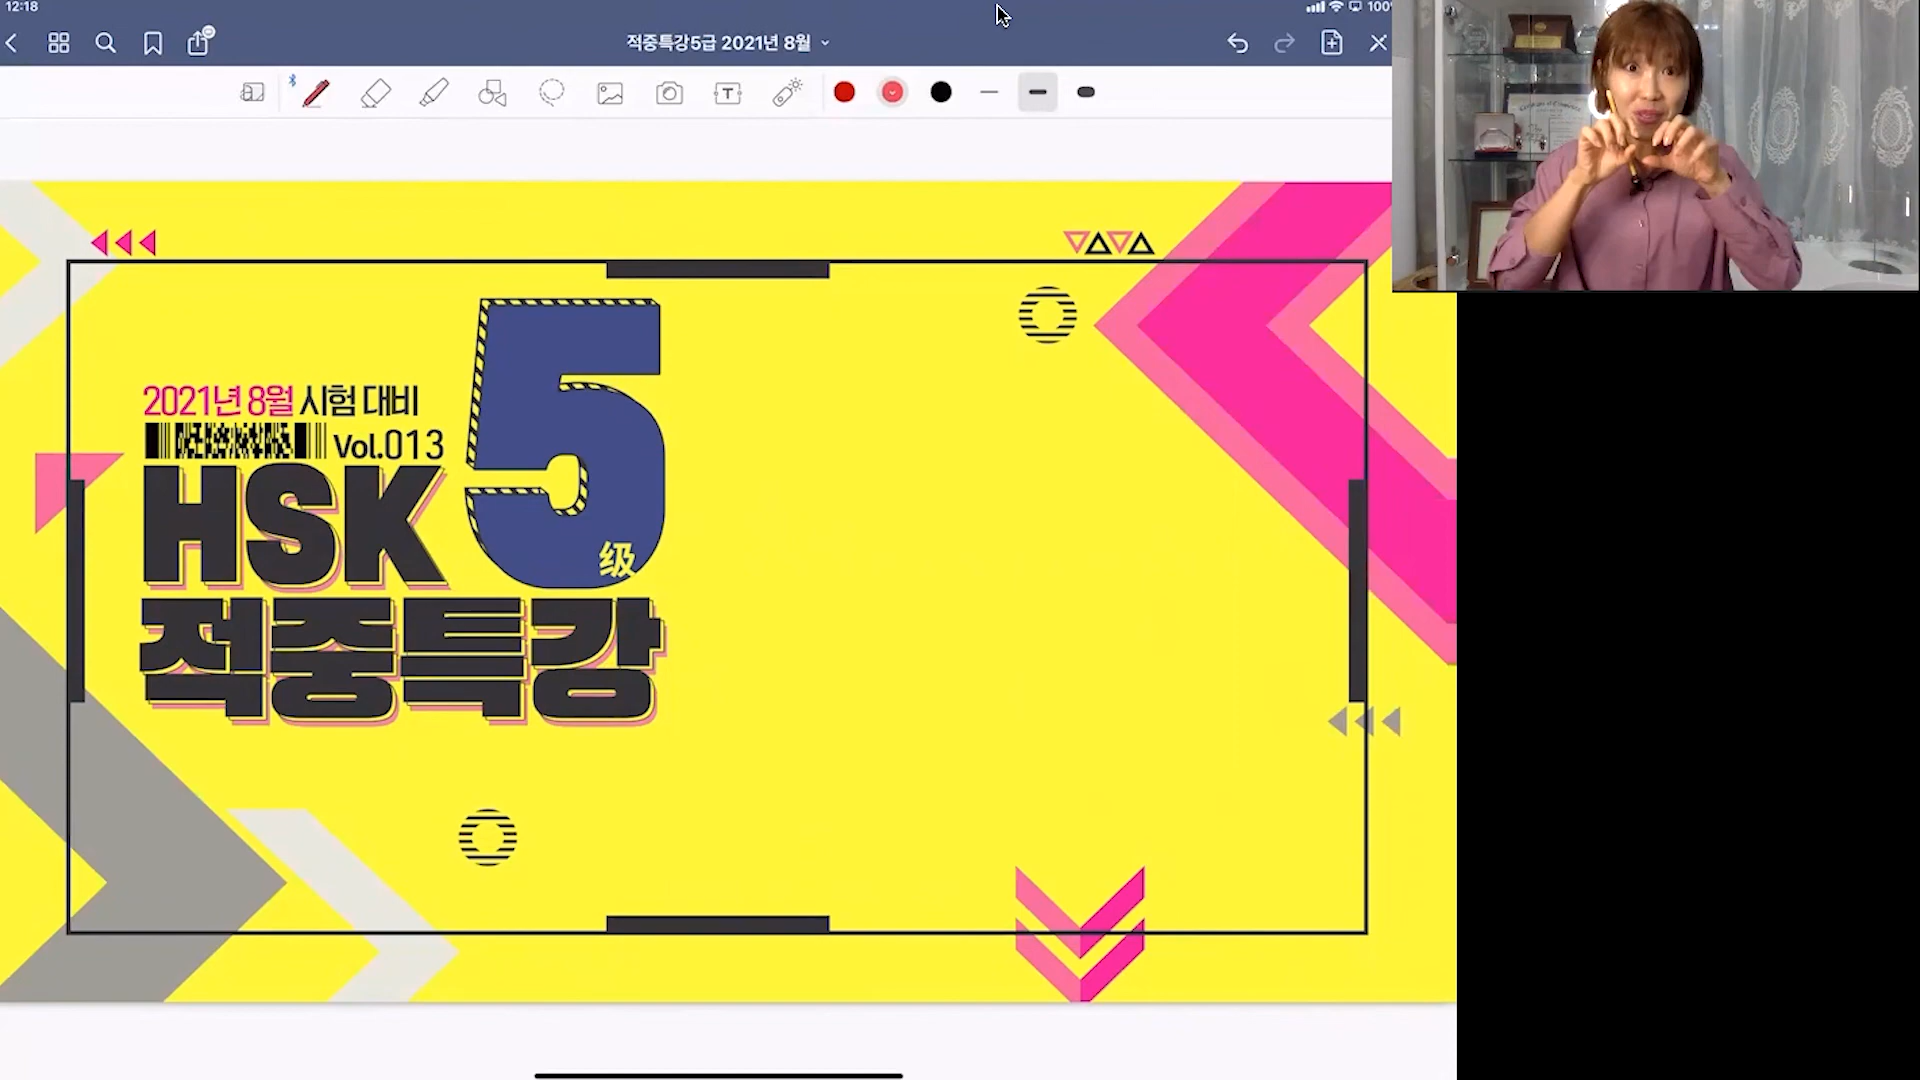 12:18
100%
적중특강5급 2021년 8월
T
2021년 8월 시험 대비
Vol.013
HSK 5级
적중특강